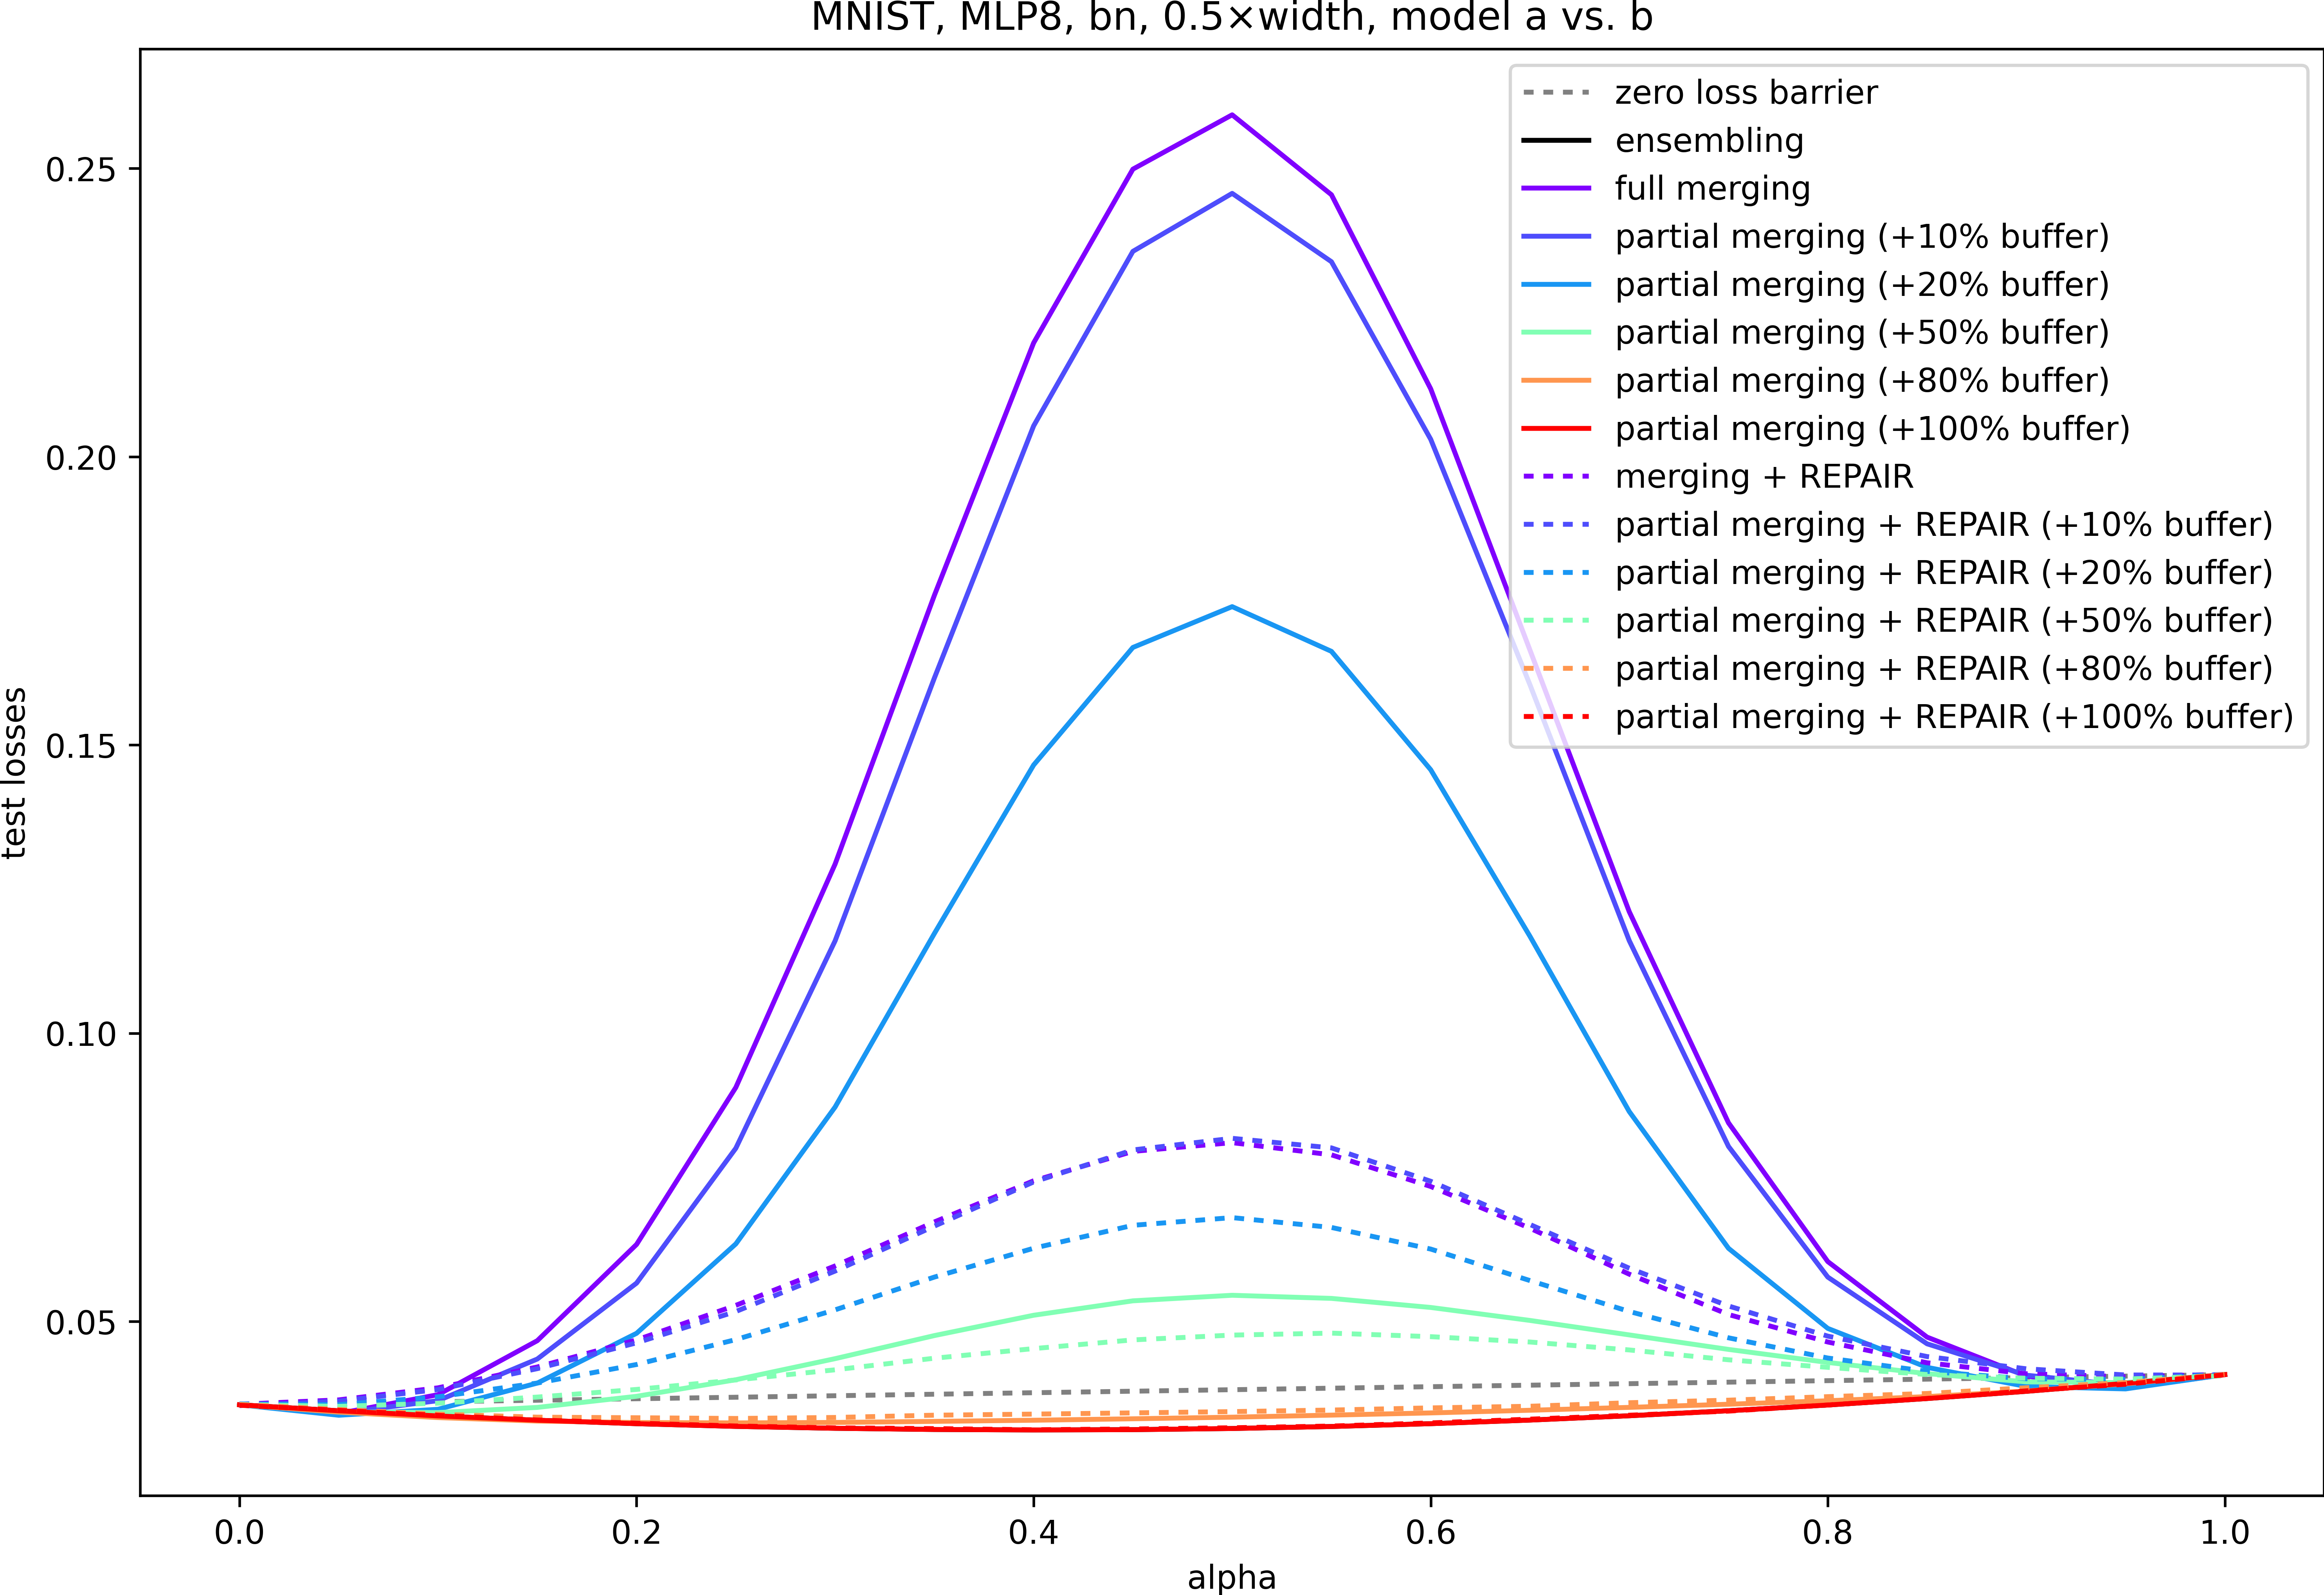 MNIST, MLP8, bn, 0.5×width, model a vs. b
zero loss barrier
ensembling
full merging
partial merging (+10% buffer)
partial merging (+20% buffer)
partial merging (+50% buffer)
partial merging (+80% buffer)
partial merging (+100% buffer)
merging + REPAIR
partial merging + REPAIR (+10% buffer)
partial merging + REPAIR (+20% buffer)
partial merging + REPAIR (+50% buffer)
partial merging + REPAIR (+80% buffer)
partial merging + REPAIR (+100% buffer)
0.25
0.20
0.15
0.10
0.05
test losses
0.0 0.2 0.4 0.6 0.8 1.0
alpha